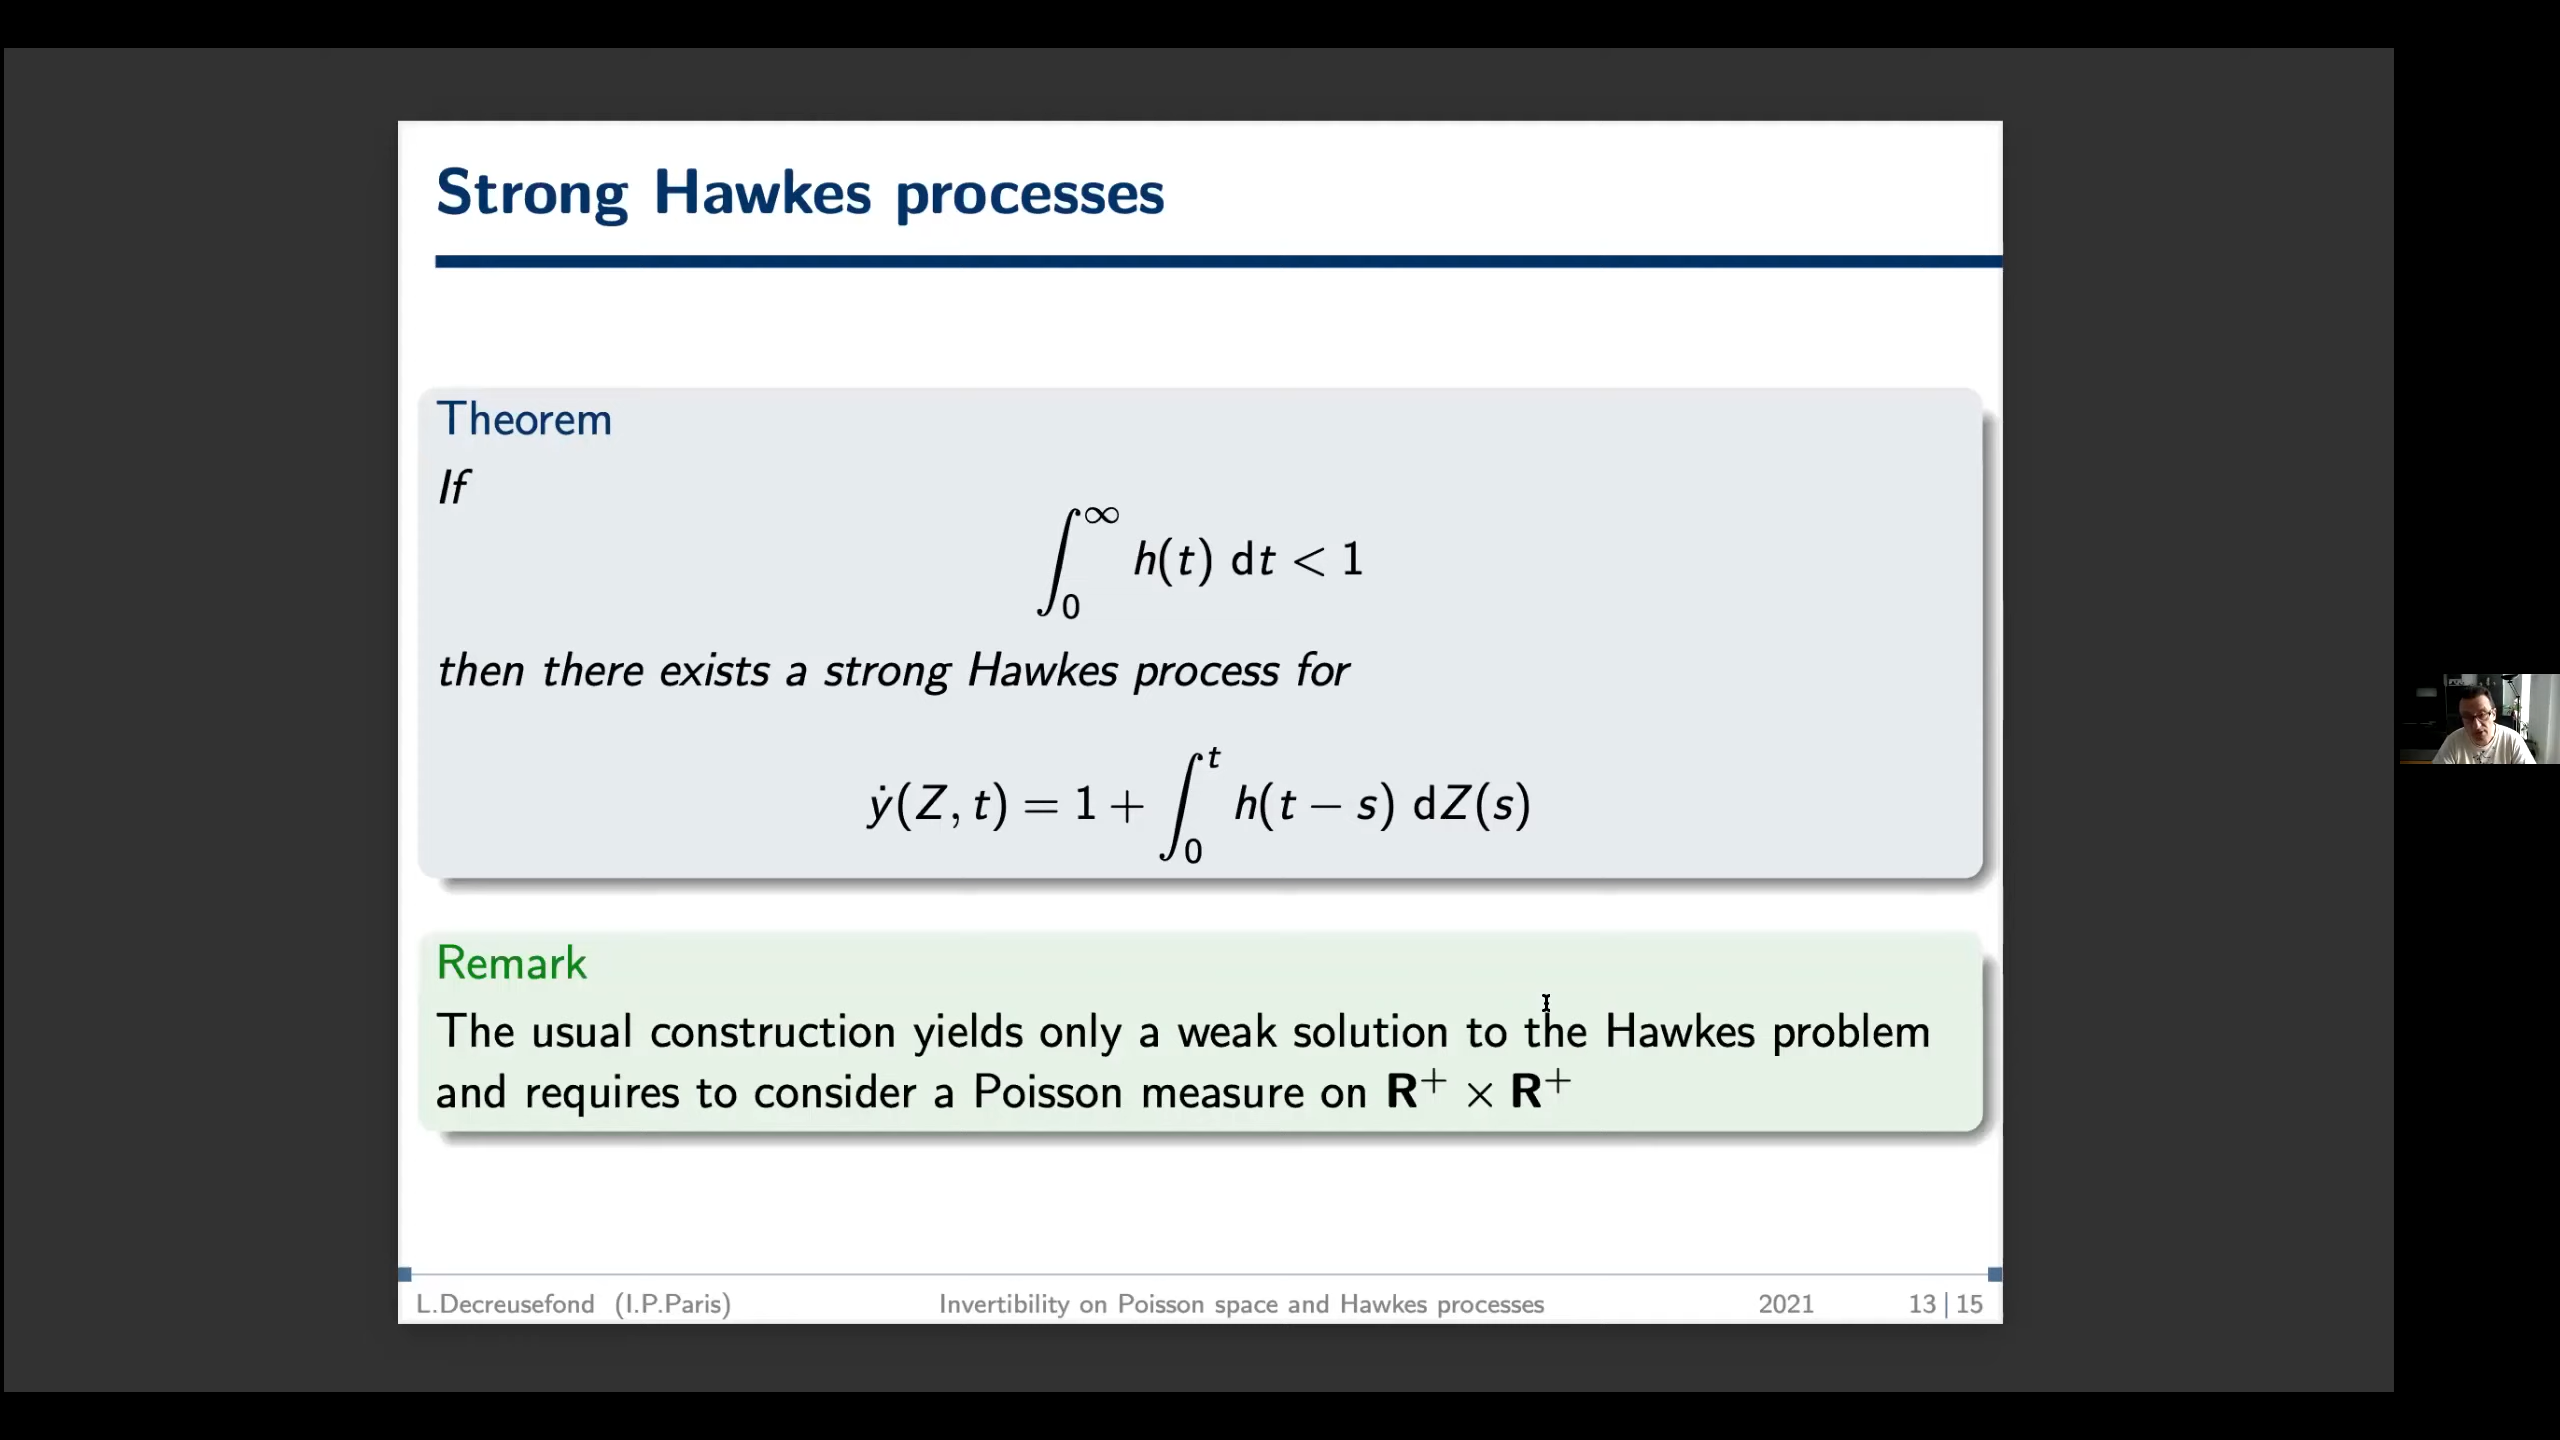 Strong Hawkes processes
Theorem
If
∫₀^∞ h(t) dt < 1
then there exists a strong Hawkes process for
ẏ(Z, t) = 1 + ∫₀^t h(t − s) dZ(s)
Remark
The usual construction yields only a weak solution to the Hawkes problem
and requires to consider a Poisson measure on R⁺ × R⁺
L.Decreusefond (I.P.Paris) Invertibility on Poisson space and Hawkes processes 2021 13 | 15